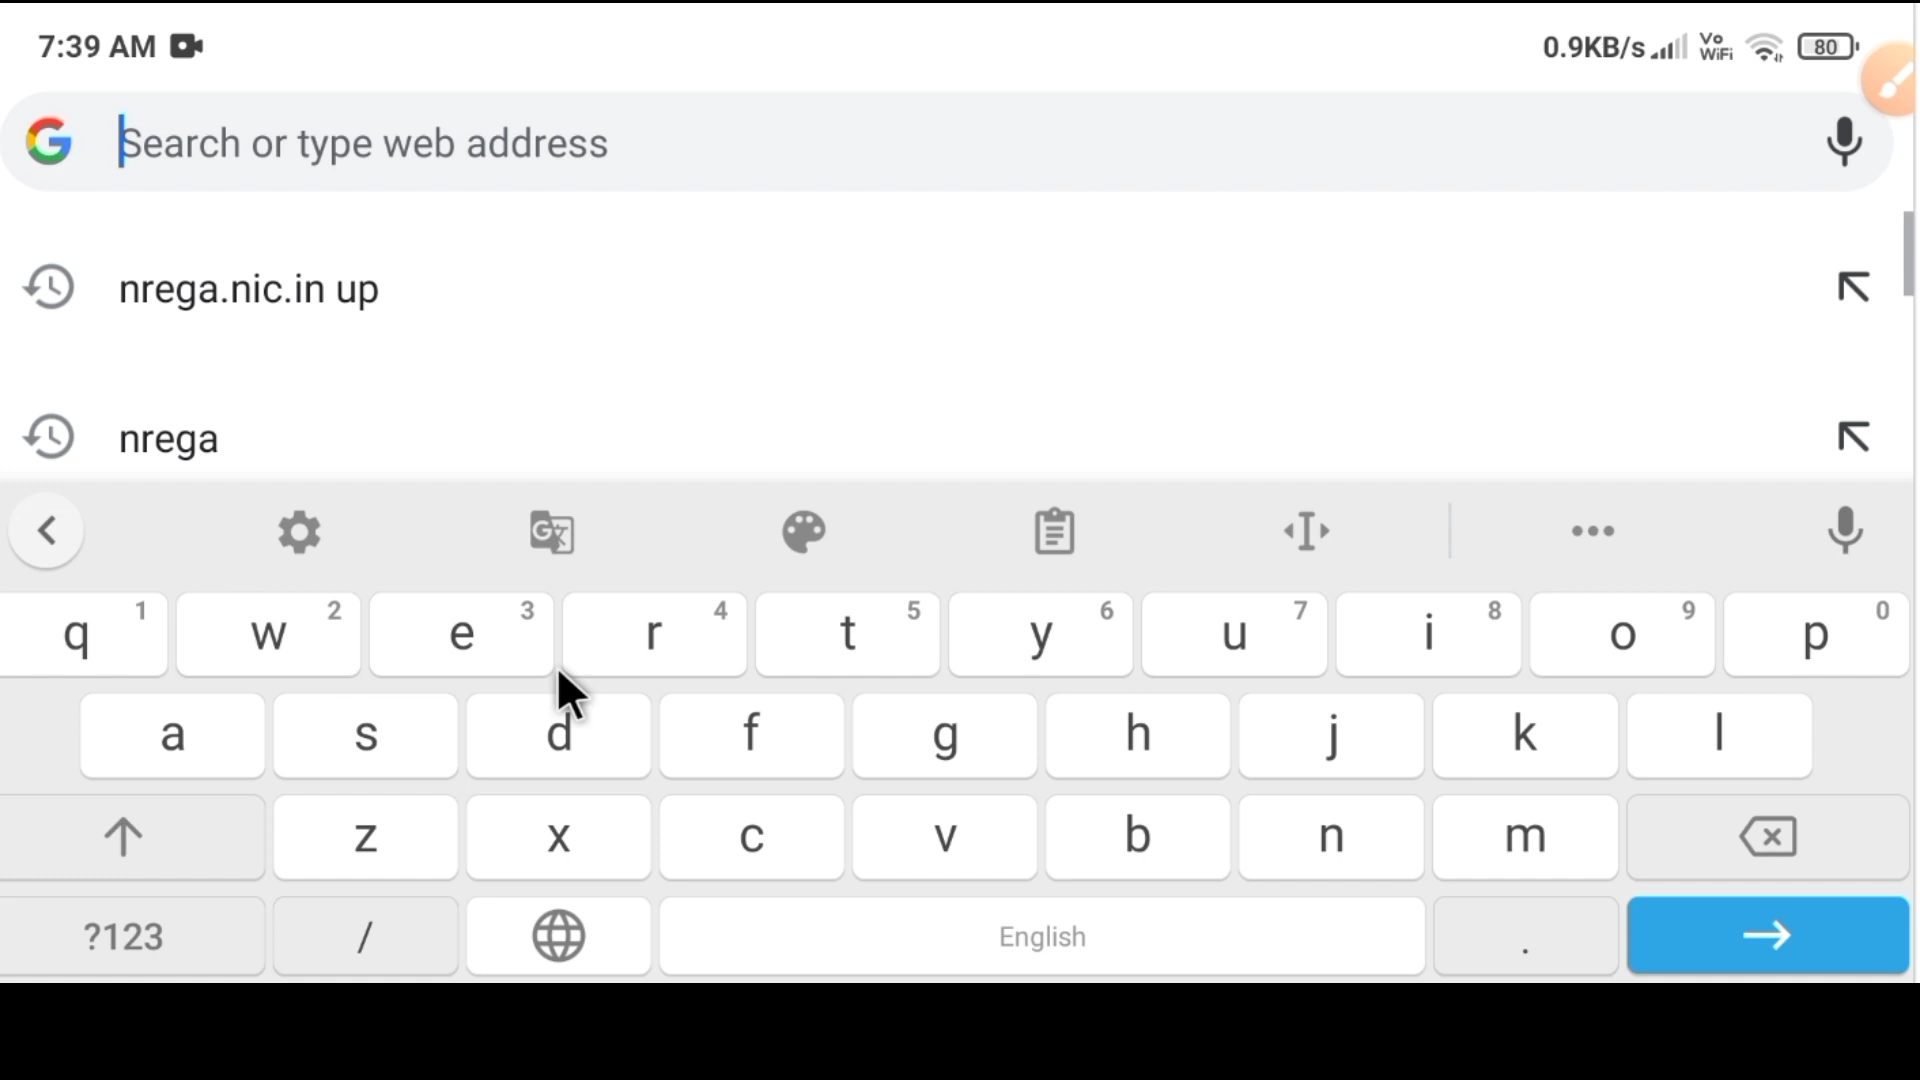 7:39 AM 0.9KB/s Vo WiFi 80
Search or type web address
nrega.nic.in up
nrega
q 1 w 2 e 3 r 4 t 5 y 6 u 7 i 8 o 9 p 0
a s d f g h j k l
z x c v b n m
?123 / English .